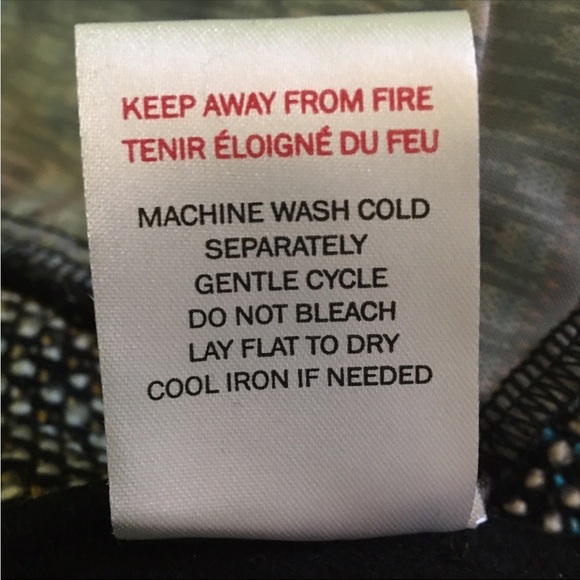 KEEP AWAY FROM FIRE
TENIR ÉLOIGNÉ DU FEU
MACHINE WASH COLD
SEPARATELY
GENTLE CYCLE
DO NOT BLEACH
LAY FLAT TO DRY
COOL IRON IF NEEDED